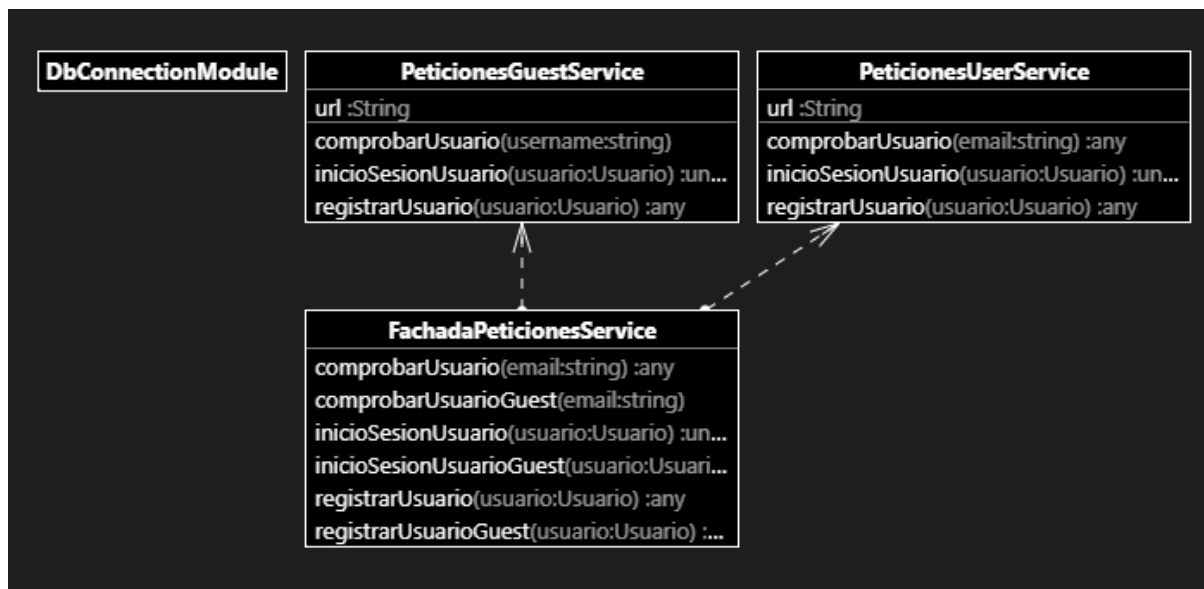 DbConnectionModule
PeticionesGuestService
url :String
comprobarUsuario(username:string)
inicioSesionUsuario(usuario:Usuario) :un...
registrarUsuario(usuario:Usuario) :any
PeticionesUserService
url :String
comprobarUsuario(email:string) :any
inicioSesionUsuario(usuario:Usuario) :un...
registrarUsuario(usuario:Usuario) :any
FachadaPeticionesService
comprobarUsuario(email:string) :any
comprobarUsuarioGuest(email:string)
inicioSesionUsuario(usuario:Usuario) :un...
inicioSesionUsuarioGuest(usuario:Usuari...
registrarUsuario(usuario:Usuario) :any
registrarUsuarioGuest(usuario:Usuario) :...